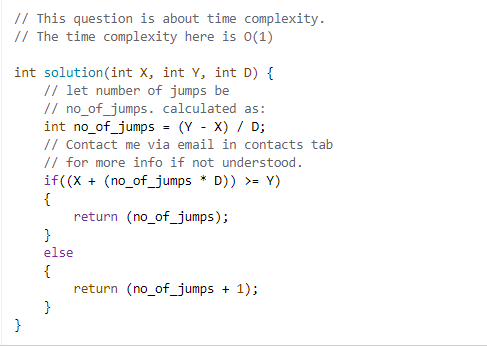 // This question is about time complexity.
// The time complexity here is O(1)
int solution(int X, int Y, int D) {
// let number of jumps be
// no_of_jumps. calculated as:
int no_of_jumps = (Y - X) / D;
// Contact me via email in contacts tab
// for more info if not understood.
if((X + (no_of_jumps * D)) >= Y)
{
return (no_of_jumps);
}
else
{
return (no_of_jumps + 1);
}
}